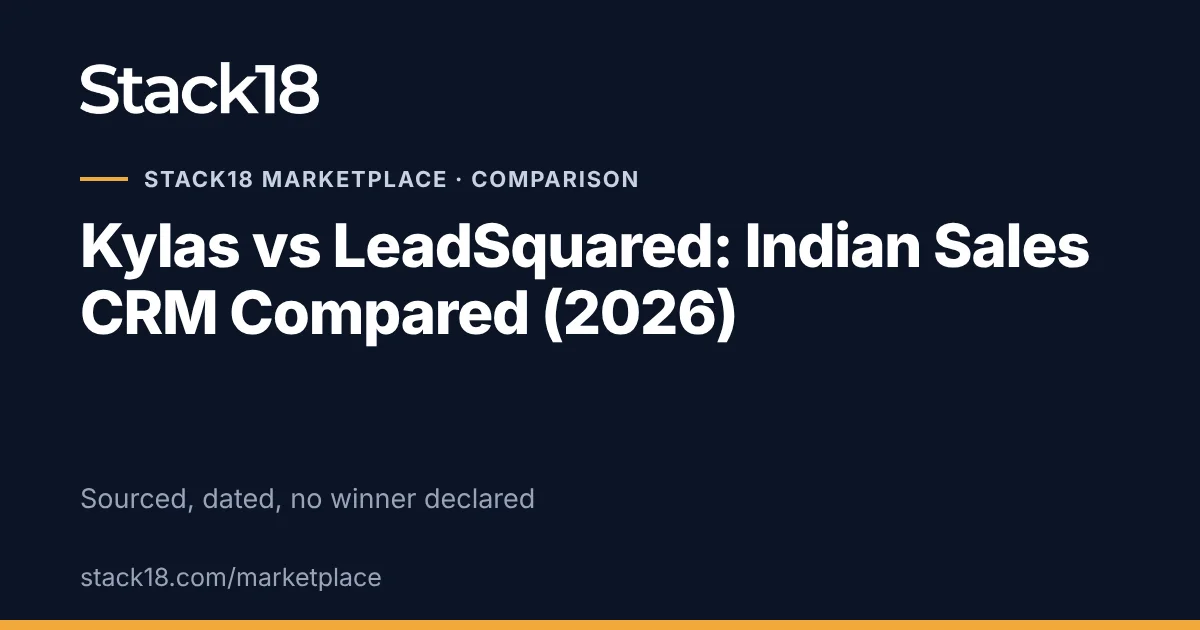 Stack18
STACK18 MARKETPLACE · COMPARISON
Kylas vs LeadSquared: Indian Sales
CRM Compared (2026)
Sourced, dated, no winner declared
stack18.com/marketplace